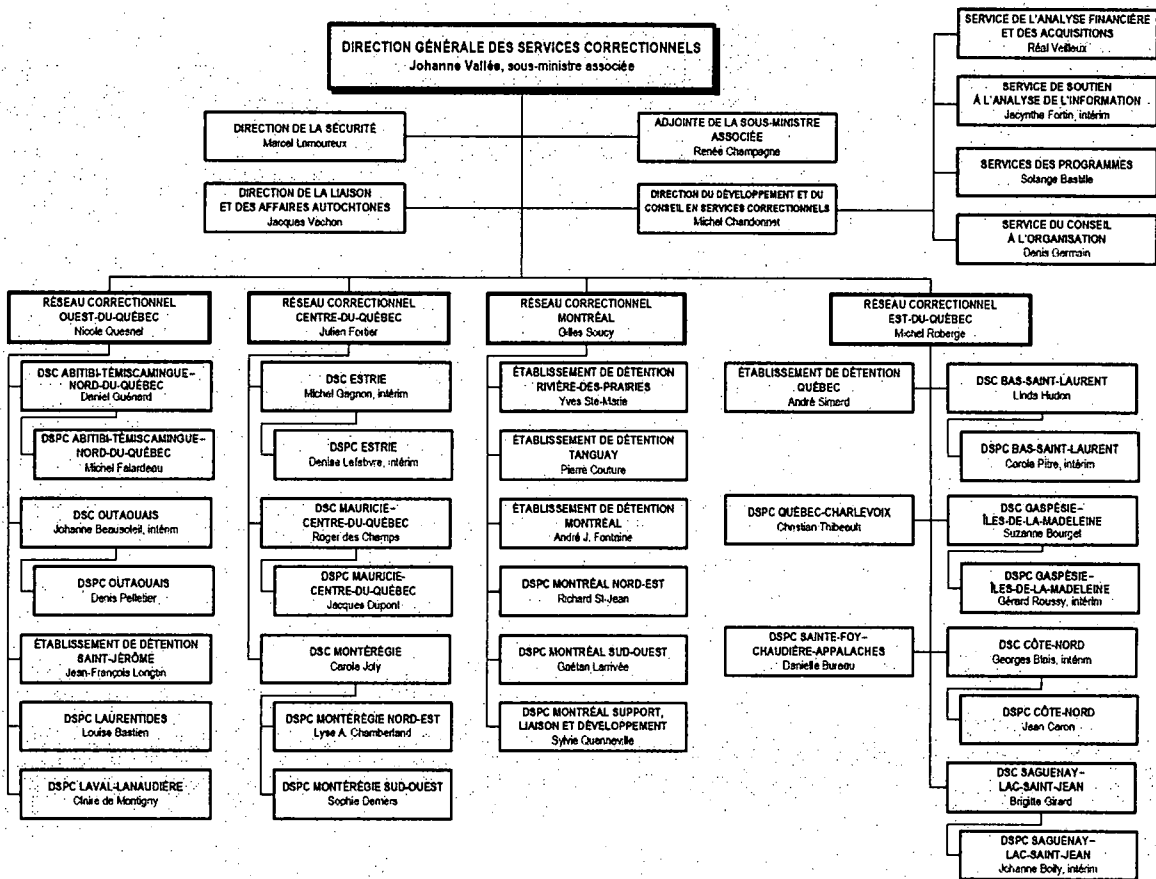 DIRECTION GÉNÉRALE DES SERVICES CORRECTIONNELS
Johanne Vallée, sous-ministre associée
SERVICE DE L'ANALYSE FINANCIÈRE
ET DES ACQUISITIONS
Réal Veilleux
SERVICE DE SOUTIEN
À L'ANALYSE DE L'INFORMATION
Jacynthe Fortin, intérim
SERVICES DES PROGRAMMES
Solange Bastille
SERVICE DU CONSEIL
À L'ORGANISATION
Denis Germain
DIRECTION DE LA SÉCURITÉ
Marcel Lamoureux
ADJOINTE DE LA SOUS-MINISTRE
ASSOCIÉE
Renée Champagne
DIRECTION DE LA LIAISON
ET DES AFFAIRES AUTOCHTONES
Jacques Vachon
DIRECTION DU DÉVELOPPEMENT ET DU
CONSEIL EN SERVICES CORRECTIONNELS
Michel Chandonnet
RÉSEAU CORRECTIONNEL
OUEST-DU-QUÉBEC
Nicole Quesnel
DSC ABITIBI-TÉMISCAMINGUE–
NORD-DU-QUÉBEC
Daniel Guénard
DSPC ABITIBI-TÉMISCAMINGUE–
NORD-DU-QUÉBEC
Michel Falardeau
DSC OUTAOUAIS
Johanne Beausoleil, intérim
DSPC OUTAOUAIS
Denis Pelletier
ÉTABLISSEMENT DE DÉTENTION
SAINT-JÉRÔME
Jean-François Longtin
DSPC LAURENTIDES
Louise Bastien
DSPC LAVAL-LANAUDIÈRE
Claire de Montigny
RÉSEAU CORRECTIONNEL
CENTRE-DU-QUÉBEC
Julien Fortier
DSC ESTRIE
Michel Gagnon, intérim
DSPC ESTRIE
Denise Lefebvre, intérim
DSC MAURICIE–
CENTRE-DU-QUÉBEC
Roger des Champs
DSPC MAURICIE-
CENTRE-DU-QUÉBEC
Jacques Dupont
DSC MONTÉRÉGIE
Carole Joly
DSPC MONTÉRÉGIE NORD-EST
Lyse A. Chamberland
DSPC MONTÉRÉGIE SUD-OUEST
Sophie Demers
RÉSEAU CORRECTIONNEL
MONTRÉAL
Gilles Soucy
ÉTABLISSEMENT DE DÉTENTION
RIVIÈRE-DES-PRAIRIES
Yves Ste-Marie
ÉTABLISSEMENT DE DÉTENTION
TANGUAY
Pierre Couture
ÉTABLISSEMENT DE DÉTENTION
MONTRÉAL
André J. Fontaine
DSPC MONTRÉAL NORD-EST
Richard St-Jean
DSPC MONTRÉAL SUD-OUEST
Gaétan Larrivée
DSPC MONTRÉAL SUPPORT,
LIAISON ET DÉVELOPPEMENT
Sylvie Quenneville
RÉSEAU CORRECTIONNEL
EST-DU-QUÉBEC
Michel Roberge
ÉTABLISSEMENT DE DÉTENTION
QUÉBEC
André Simard
DSPC QUÉBEC-CHARLEVOIX
Christian Thibeault
DSPC SAINTE-FOY–
CHAUDIÈRE-APPALACHES
Danielle Bureau
DSC BAS-SAINT-LAURENT
Linda Hudon
DSPC BAS-SAINT-LAURENT
Carole Pitre, intérim
DSC GASPÉSIE–
ÎLES-DE-LA-MADELEINE
Suzanne Bourget
DSPC GASPÉSIE–
ÎLES-DE-LA-MADELEINE
Gérard Roussy, intérim
DSC CÔTE-NORD
Georges Blais, intérim
DSPC CÔTE-NORD
Jean Caron
DSC SAGUENAY–
LAC-SAINT-JEAN
Brigitte Girard
DSPC SAGUENAY–
LAC-SAINT-JEAN
Johanne Boily, intérim